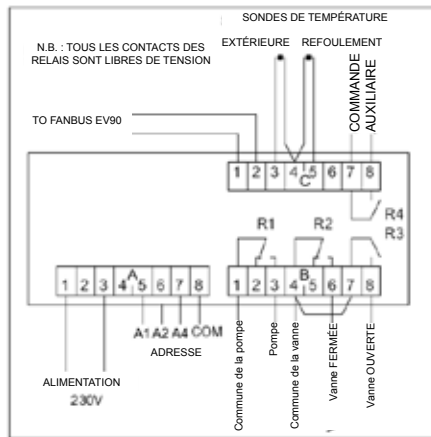 SONDES DE TEMPÉRATURE
EXTÉRIEURE REFOULEMENT
N.B. : TOUS LES CONTACTS DES
RELAIS SONT LIBRES DE TENSION
COMMANDE
AUXILIAIRE
TO FANBUS EV90
1 2 3 4 5 6 7 8
C
R4
R1 R2
R3
A
1 2 3 4 5 6 7 8
B
1 2 3 4 5 6 7 8
A1 A2 A4 COM
ADRESSE
ALIMENTATION
230V
Commune de la pompe
Pompe
Commune de la vanne
Vanne FERMÉE
Vanne OUVERTE